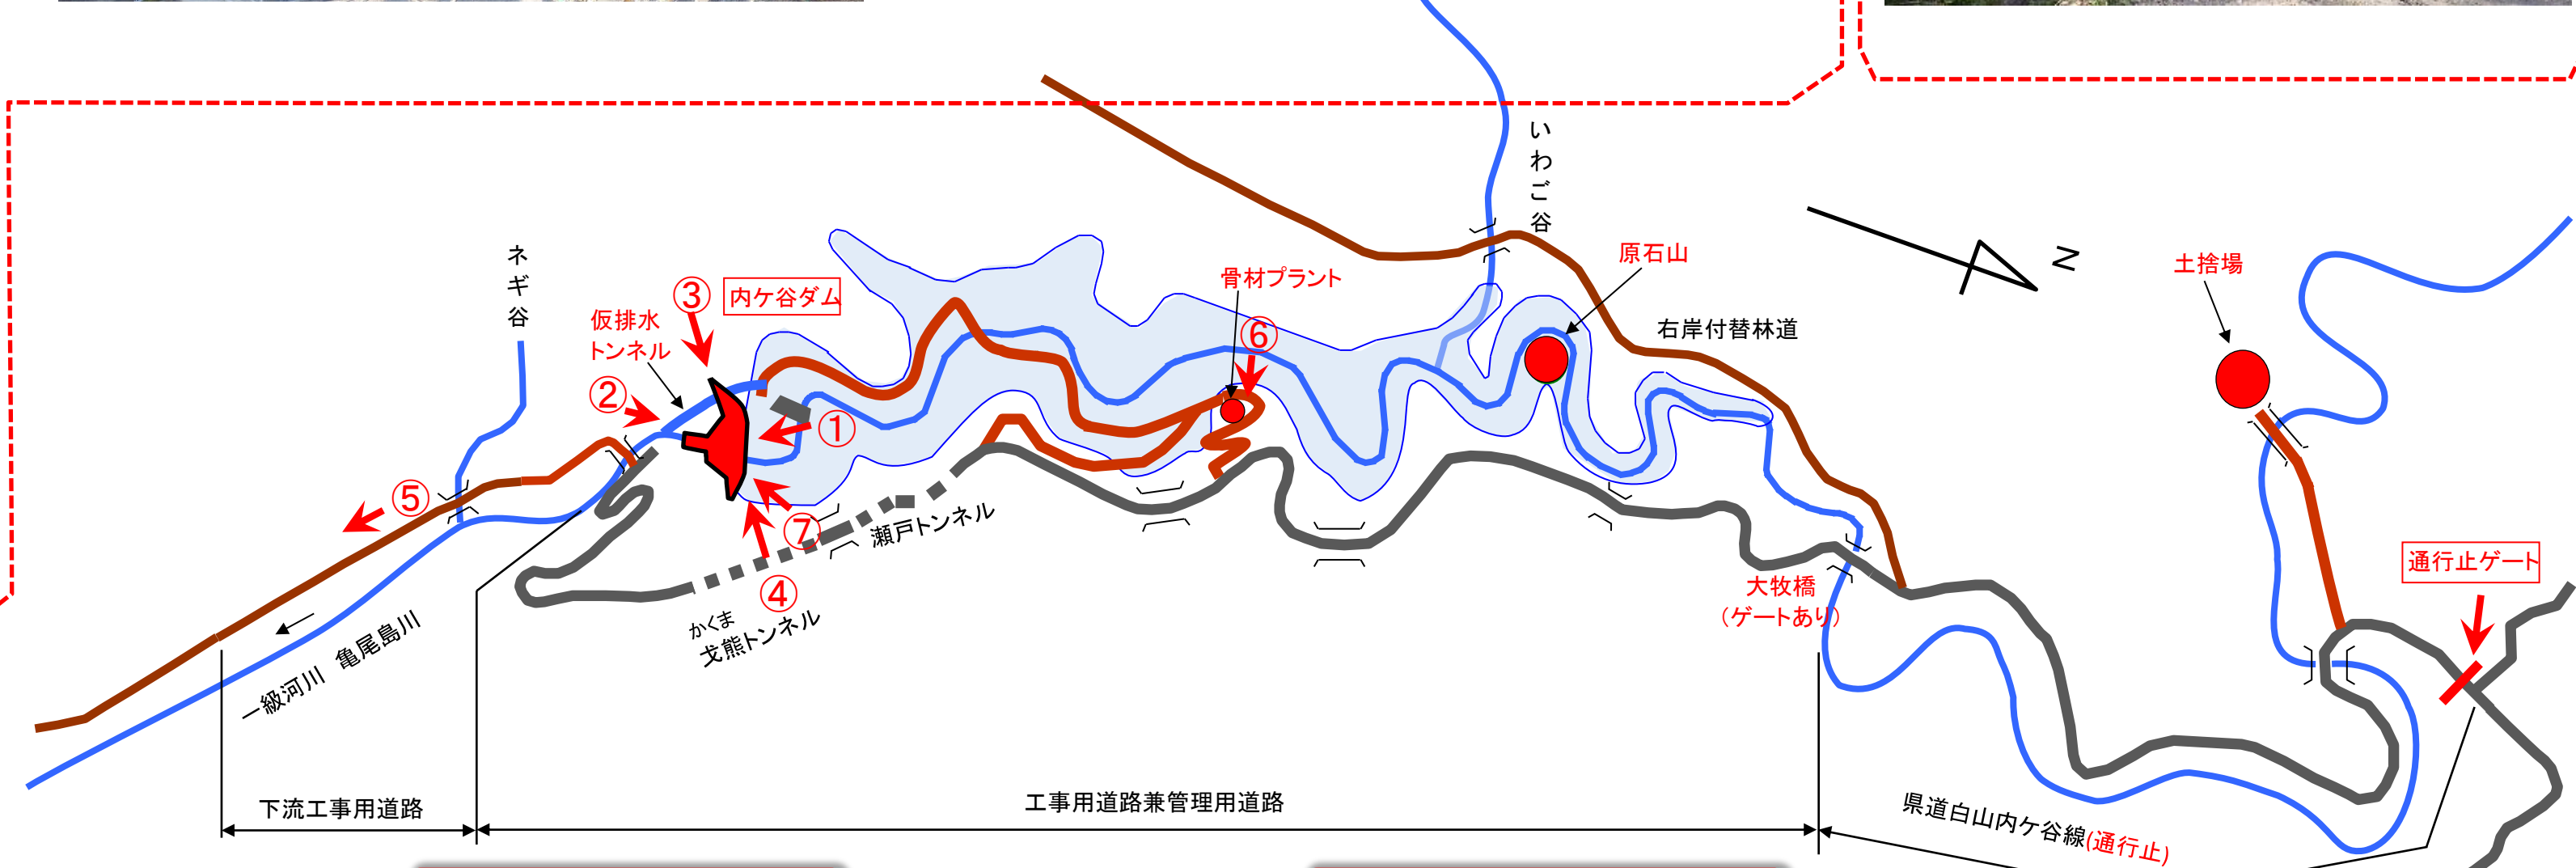 いわご谷
N
ネギ谷
③
内ケ谷ダム
原石山
土捨場
骨材プラント
仮排水
トンネル
⑥
右岸付替林道
②
①
⑤
⑦
瀬戸トンネル
通行止ゲート
④
大牧橋
(ゲートあり)
かくま
戈熊トンネル
一級河川 亀尾島川
下流工事用道路
工事用道路兼管理用道路
県道白山内ケ谷線(通行止)